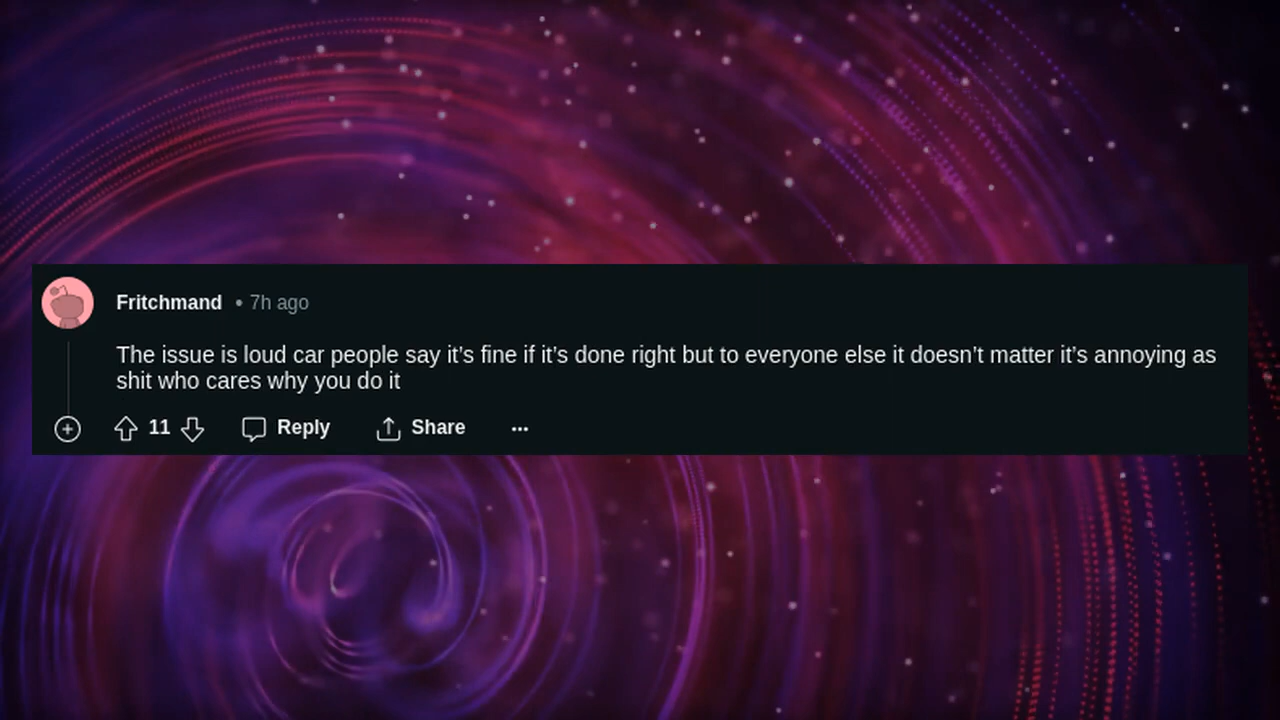 Fritchmand • 7h ago
The issue is loud car people say it’s fine if it’s done right but to everyone else it doesn’t matter it’s annoying as
shit who cares why you do it
11 Reply Share